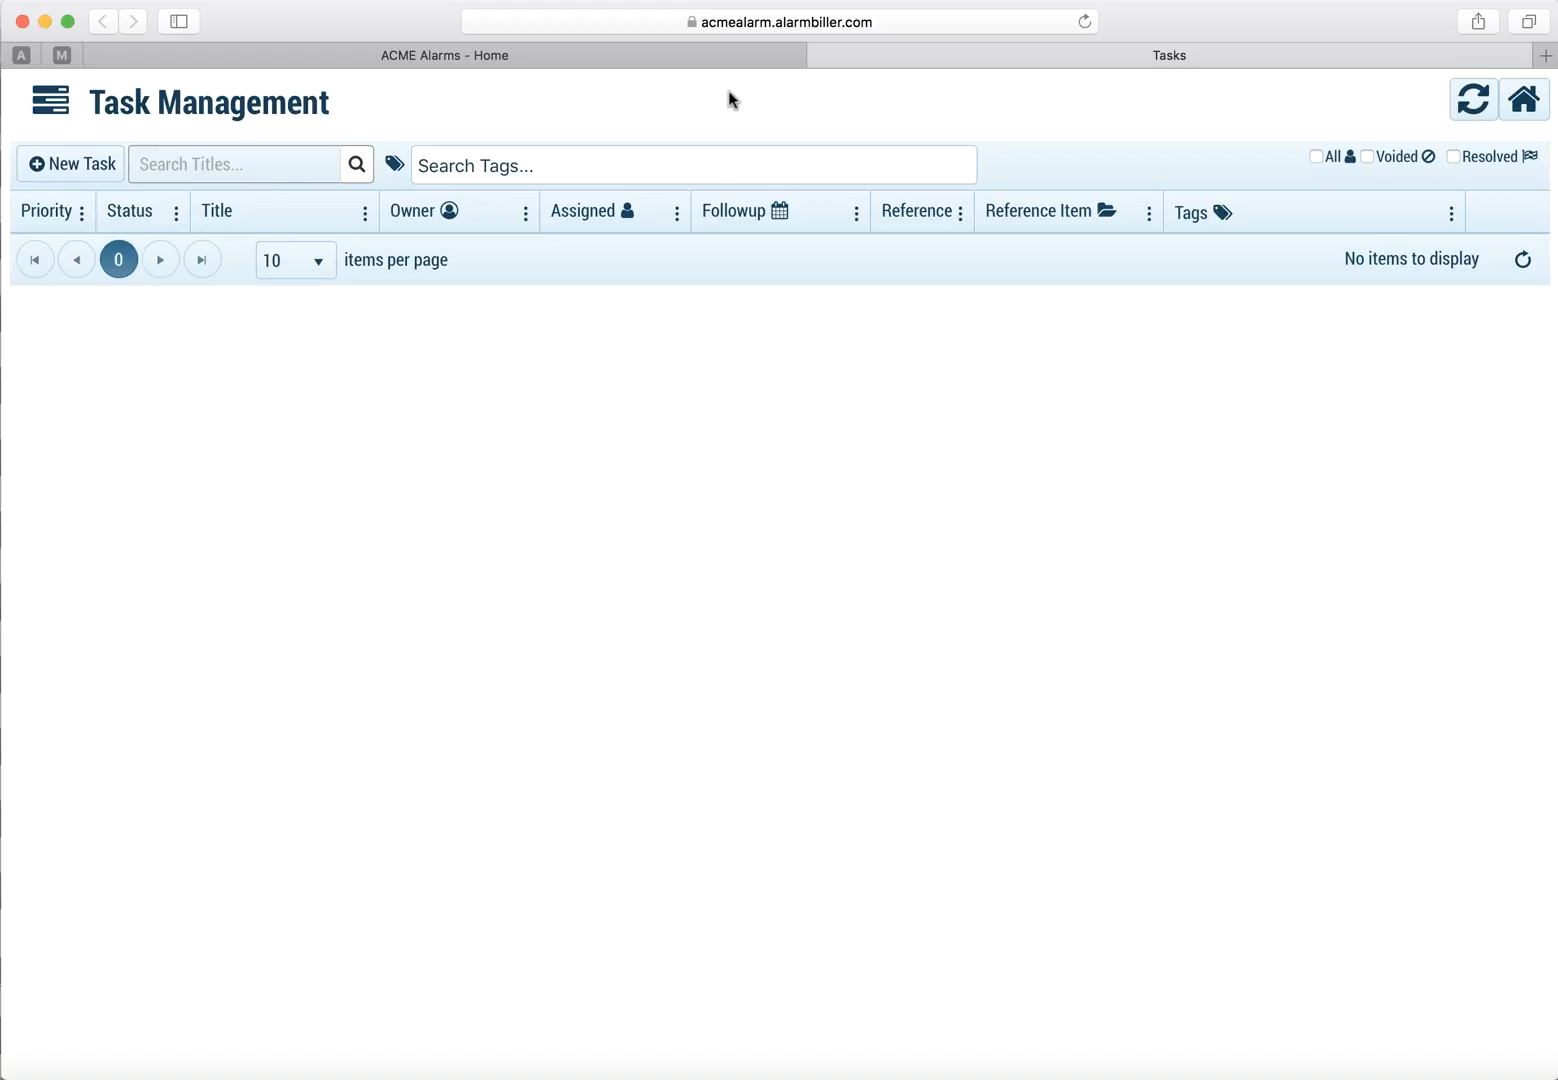 acmealarm.alarmbiller.com
A M ACME Alarms - Home Tasks
Task Management
New Task Search Titles... Search Tags... All Voided Resolved
Priority Status Title Owner Assigned Followup Reference Reference Item Tags
0 10 items per page No items to display